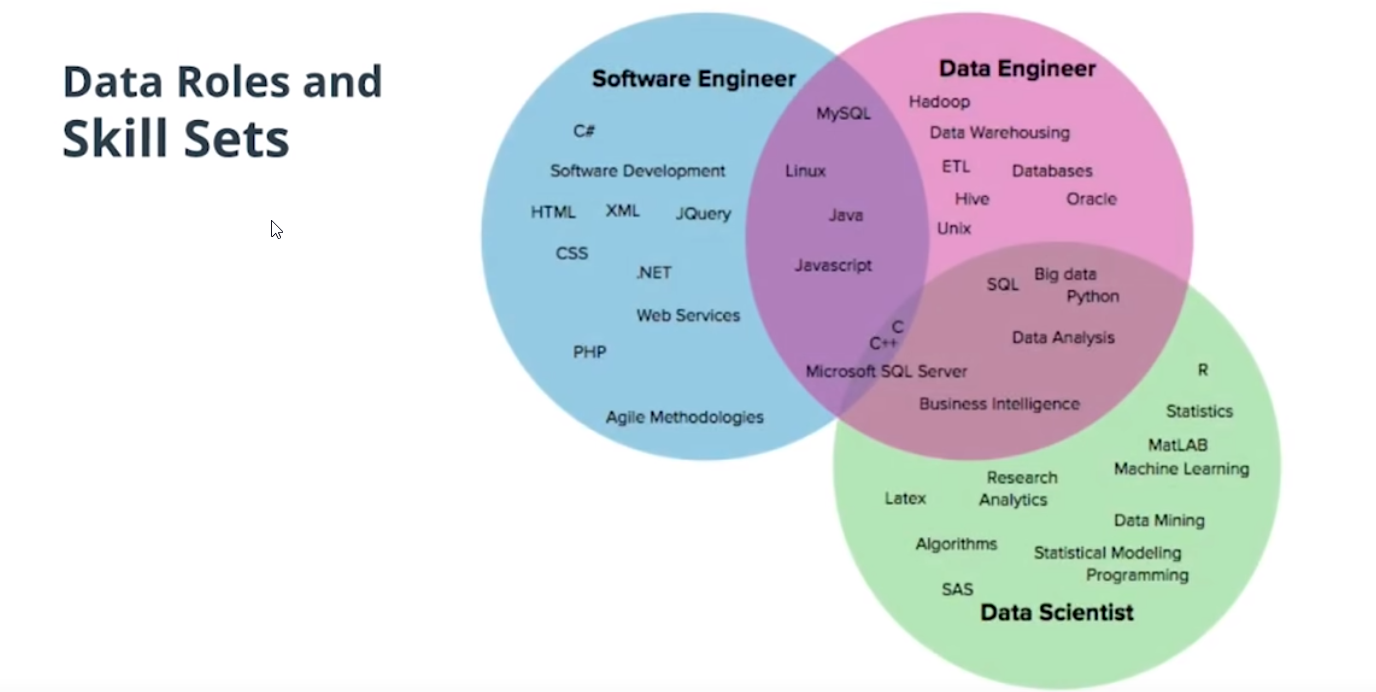 Data Roles and
Skill Sets
Software Engineer
C#
Software Development
HTML XML JQuery
CSS
.NET
Web Services
PHP
Agile Methodologies
MySQL
Linux
Java
Javascript
C
C++
Microsoft SQL Server
Data Engineer
Hadoop
Data Warehousing
ETL Databases
Hive Oracle
Unix
SQL Big data
Python
Data Analysis
Business Intelligence
R
Statistics
MatLAB
Machine Learning
Research
Latex Analytics
Data Mining
Algorithms
Statistical Modeling
Programming
SAS
Data Scientist